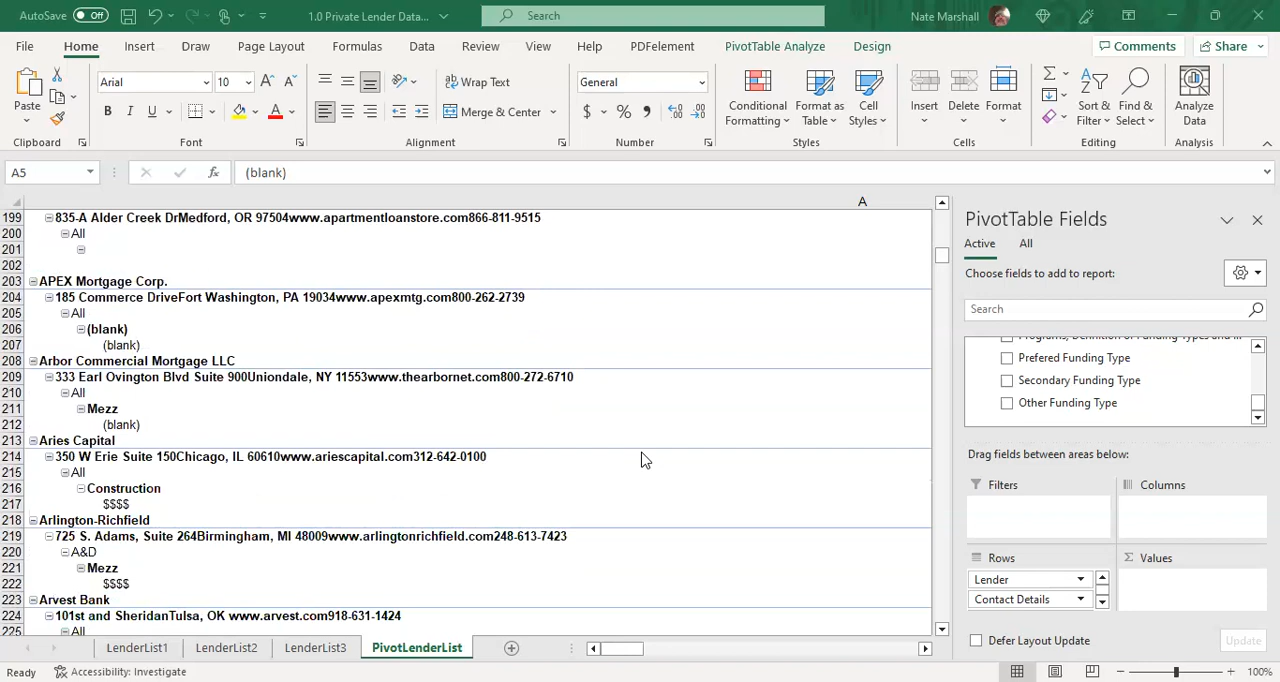 AutoSave Off 1.0 Private Lender Data... Search Nate Marshall
File Home Insert Draw Page Layout Formulas Data Review View Help PDFelement PivotTable Analyze Design Comments Share
Paste Arial 10 Wrap Text General Conditional Formatting Format as Table Cell Styles Insert Delete Format Sort & Filter Find & Select Analyze Data
B I U A Merge & Center $ % 9
Clipboard Font Alignment Number Styles Cells Editing Analysis
A5 fx (blank)
A
199 835-A Alder Creek DrMedford, OR 97504www.apartmentloanstore.com866-811-9515
200 All
201
202
203 APEX Mortgage Corp.
204 185 Commerce DriveFort Washington, PA 19034www.apexmtg.com800-262-2739
205 All
206 (blank)
207 (blank)
208 Arbor Commercial Mortgage LLC
209 333 Earl Ovington Blvd Suite 900Uniondale, NY 11553www.thearbornet.com800-272-6710
210 All
211 Mezz
212 (blank)
213 Aries Capital
214 350 W Erie Suite 150Chicago, IL 60610www.ariescapital.com312-642-0100
215 All
216 Construction
217 $$$$
218 Arlington-Richfield
219 725 S. Adams, Suite 264Birmingham, MI 48009www.arlingtonrichfield.com248-613-7423
220 A&D
221 Mezz
222 $$$$
223 Arvest Bank
224 101st and SheridanTulsa, OK www.arvest.com918-631-1424
225 All
PivotTable Fields
Active All
Choose fields to add to report:
Search
Programs, Definition of Funding Types and ...
Prefered Funding Type
Secondary Funding Type
Other Funding Type
Drag fields between areas below:
Filters Columns
Rows Σ Values
Lender
Contact Details
Defer Layout Update Update
LenderList1 LenderList2 LenderList3 PivotLenderList
Ready Accessibility: Investigate 100%